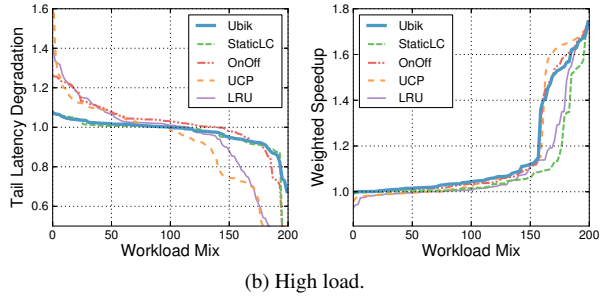 1.6
1.4
1.2
1.0
0.8
0.6
Tail Latency Degradation
Ubik
StaticLC
OnOff
UCP
LRU
0 50 100 150 200
Workload Mix
1.8
1.6
1.4
1.2
1.0
Weighted Speedup
Ubik
StaticLC
OnOff
UCP
LRU
0 50 100 150 200
Workload Mix
(b) High load.